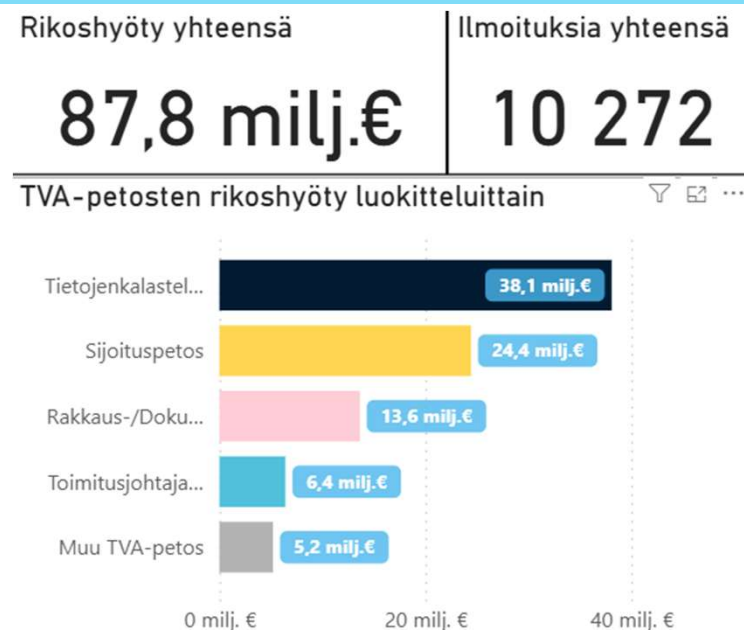 Rikoshyöty yhteensä
87,8 milj.€
Ilmoituksia yhteensä
10 272
TVA-petosten rikoshyöty luokitteluittain
Tietojenkalastel... 38,1 milj.€
Sijoituspetos 24,4 milj.€
Rakkaus-/Doku... 13,6 milj.€
Toimitusjohtaja... 6,4 milj.€
Muu TVA-petos 5,2 milj.€
0 milj. € 20 milj. € 40 milj. €